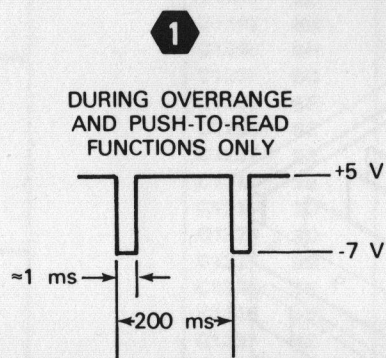 1
DURING OVERRANGE
AND PUSH-TO-READ
FUNCTIONS ONLY
+5 V
-7 V
≈1 ms
200 ms